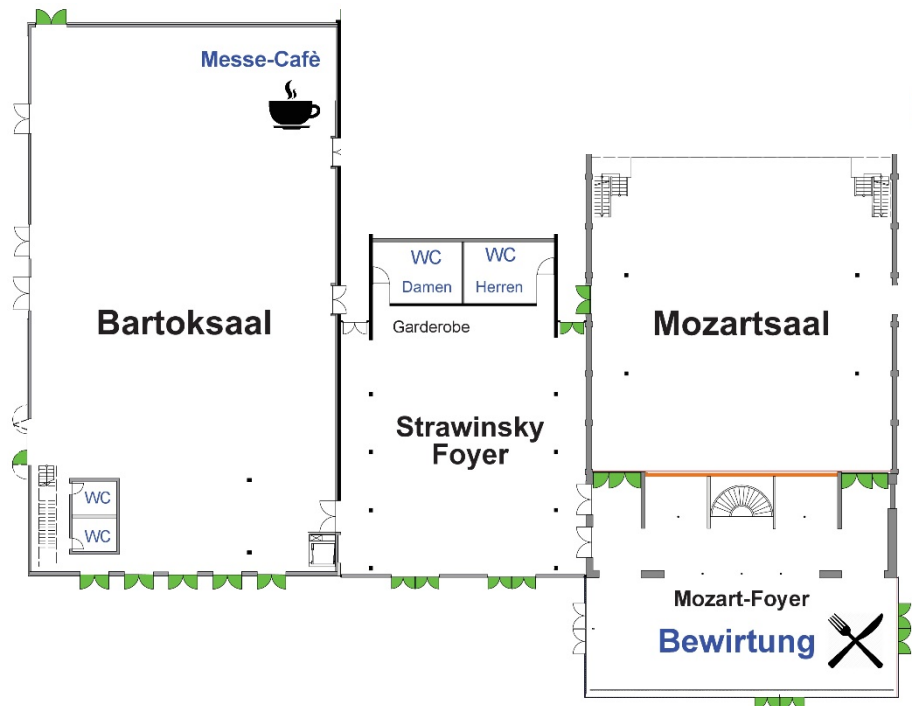 Messe-Cafè
WC
Damen
WC
Herren
Garderobe
Bartoksaal
Mozartsaal
Strawinsky
Foyer
WC
WC
Mozart-Foyer
Bewirtung